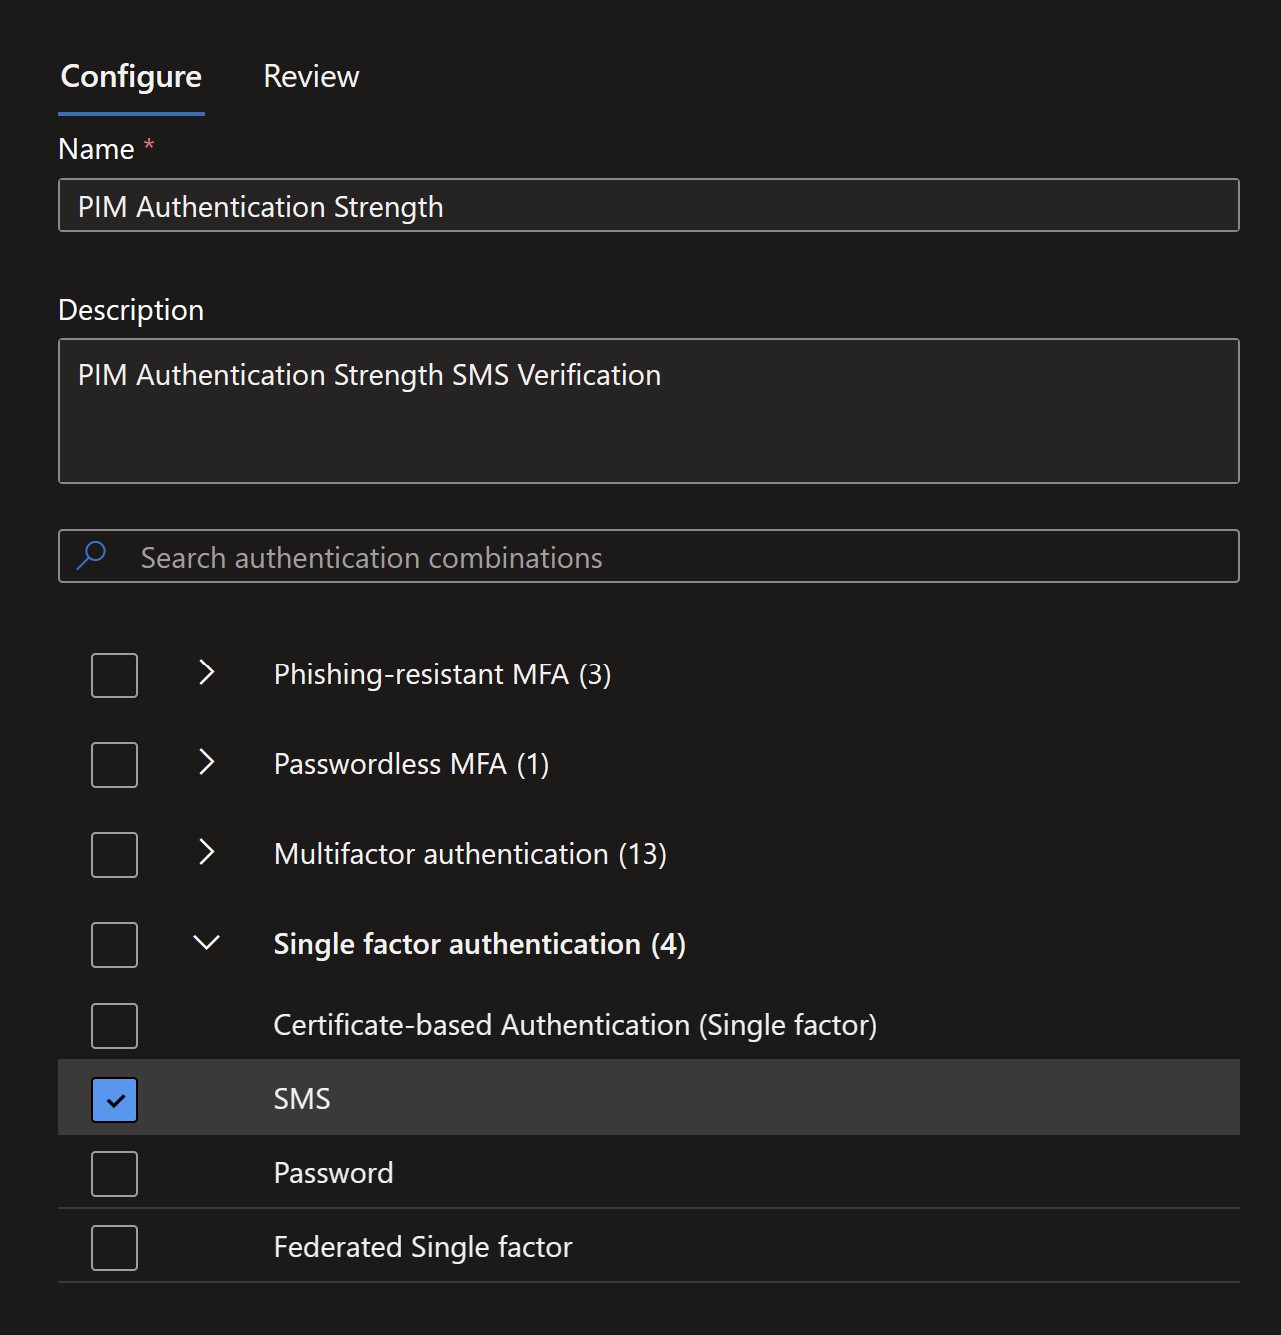 Configure Review
Name *
PIM Authentication Strength
Description
PIM Authentication Strength SMS Verification
Search authentication combinations
Phishing-resistant MFA (3)
Passwordless MFA (1)
Multifactor authentication (13)
Single factor authentication (4)
Certificate-based Authentication (Single factor)
SMS
Password
Federated Single factor